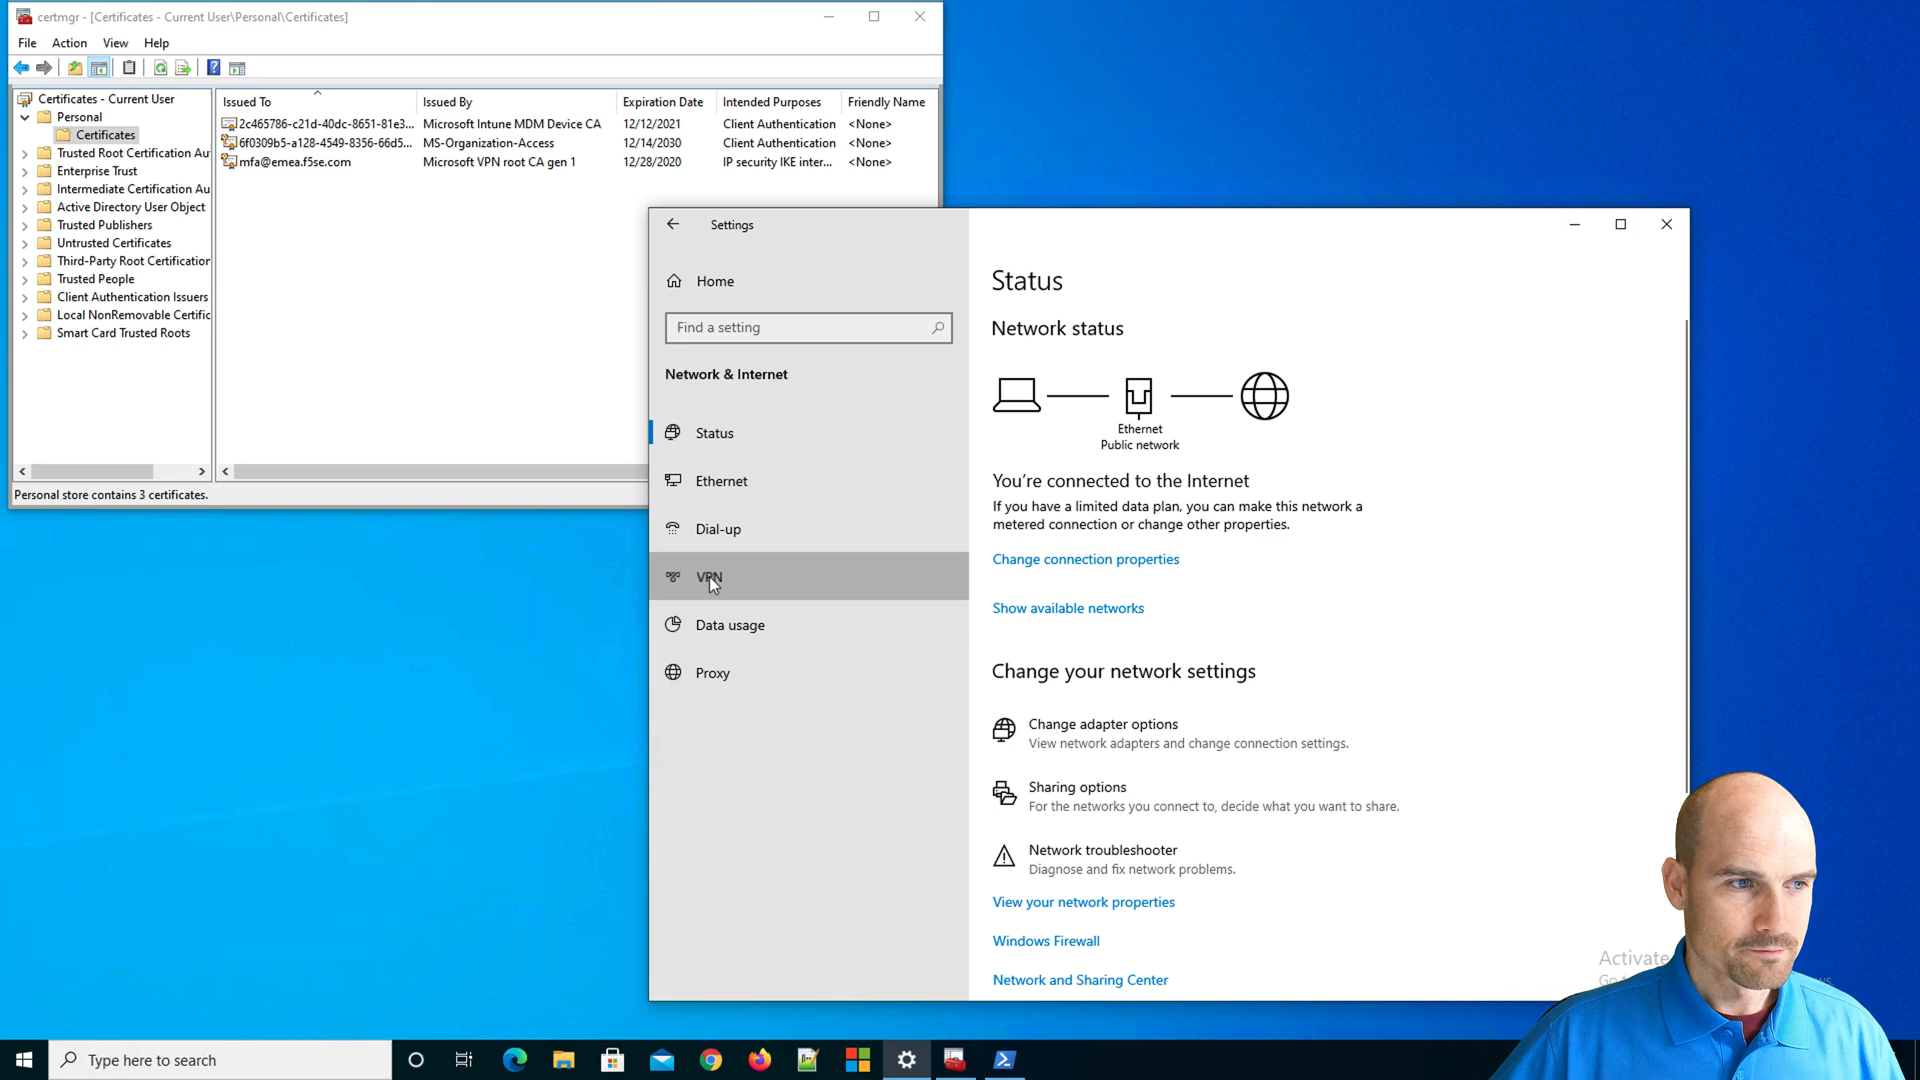 certmgr - [Certificates - Current User\Personal\Certificates]
File Action View Help
Certificates - Current User
Personal
Certificates
Trusted Root Certification Au
Enterprise Trust
Intermediate Certification Au
Active Directory User Object
Trusted Publishers
Untrusted Certificates
Third-Party Root Certification
Trusted People
Client Authentication Issuers
Local NonRemovable Certific
Smart Card Trusted Roots
Issued To Issued By Expiration Date Intended Purposes Friendly Name
2c465786-c21d-40dc-8651-81e3... Microsoft Intune MDM Device CA 12/12/2021 Client Authentication <None>
6f0309b5-a128-4549-8356-66d5... MS-Organization-Access 12/14/2030 Client Authentication <None>
mfa@emea.f5se.com Microsoft VPN root CA gen 1 12/28/2020 IP security IKE inter... <None>
Personal store contains 3 certificates.
Settings
Home
Find a setting
Network & Internet
Status
Ethernet
Dial-up
VPN
Data usage
Proxy
Status
Network status
Ethernet
Public network
You're connected to the Internet
If you have a limited data plan, you can make this network a
metered connection or change other properties.
Change connection properties
Show available networks
Change your network settings
Change adapter options
View network adapters and change connection settings.
Sharing options
For the networks you connect to, decide what you want to share.
Network troubleshooter
Diagnose and fix network problems.
View your network properties
Windows Firewall
Network and Sharing Center
Activate
Type here to search